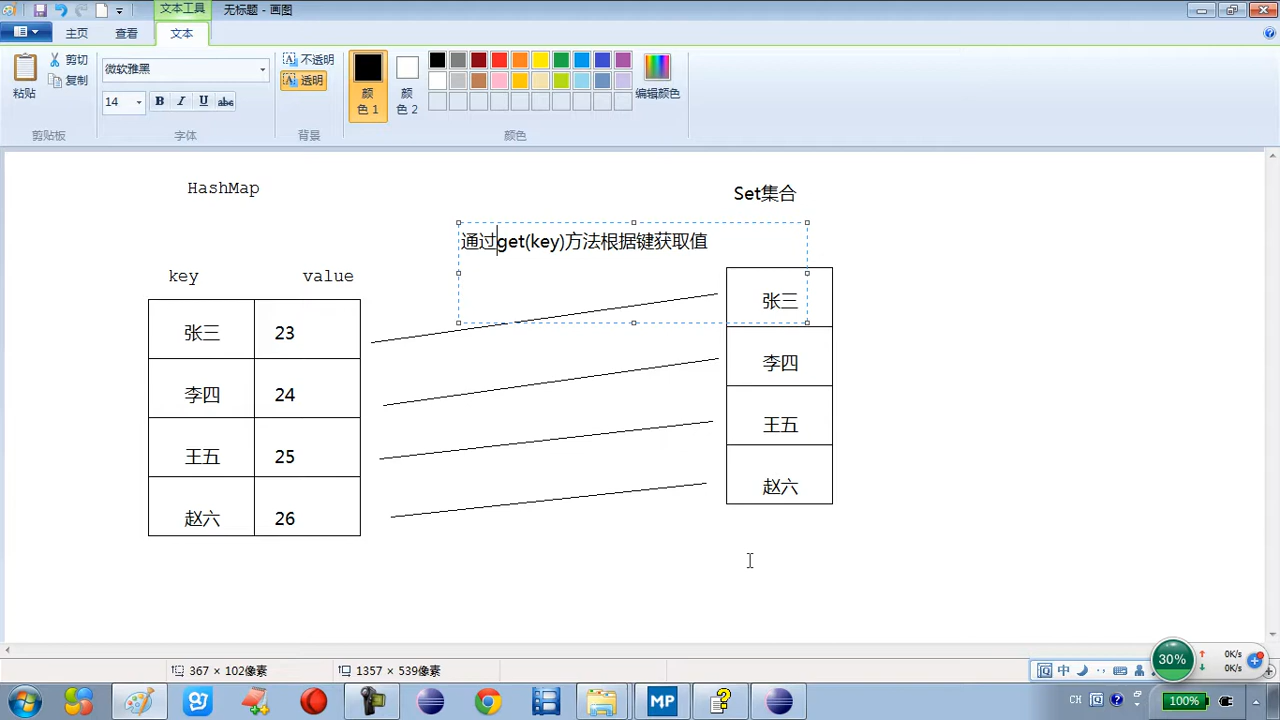 文本工具
无标题 - 画图
主页
查看
文本
粘贴
剪切
复制
剪贴板
微软雅黑
14
B I U abc
字体
不透明
透明
背景
颜色 1
颜色 2
编辑颜色
颜色
HashMap
Set集合
通过get(key)方法根据键获取值
key value
张三 23
李四 24
王五 25
赵六 26
张三
李四
王五
赵六
367 × 102像素
1357 × 539像素
30%
0K/s
0K/s
中
MP
CH
100%